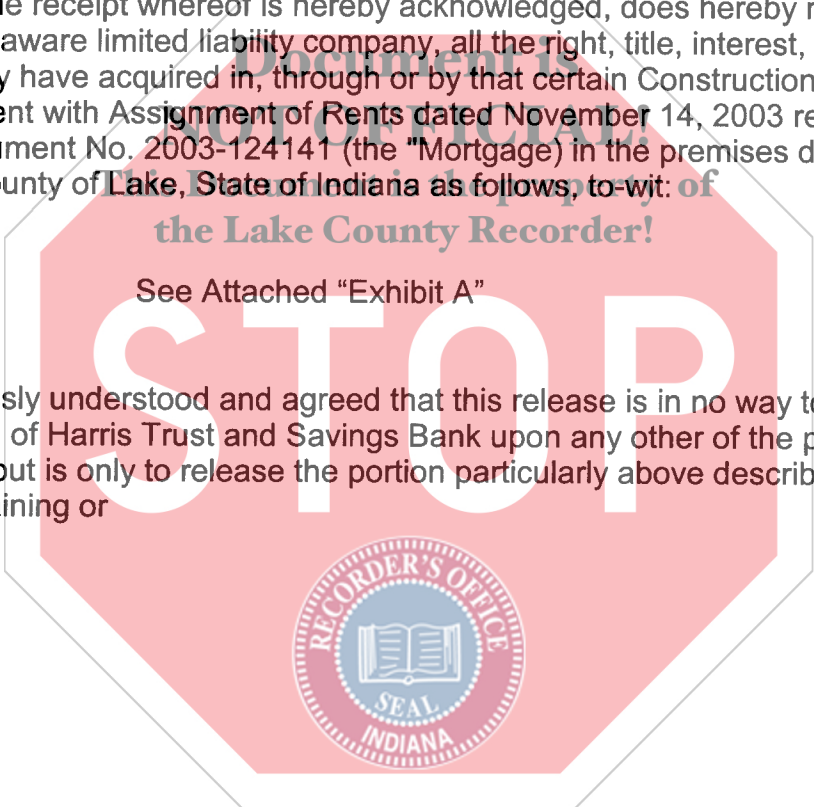 e receipt whereof is hereby acknowledged, does hereby
aware limited liability company, all the right, title, interest,
Document is
y have acquired in, through or by that certain Construction
ent with Assignment of Rents dated November 14, 2003 re
NOT OFFICIAL!
ment No. 2003-124141 (the "Mortgage) in the premises d
ounty of Lake, State of Indiana as follows, to-wit:
This Document is the property of
the Lake County Recorder!
See Attached “Exhibit A”
STOP
sly understood and agreed that this release is in no way to
of Harris Trust and Savings Bank upon any other of the p
out is only to release the portion particularly above describ
ining or
RECORDER'S OFFICE
SEAL
INDIANA